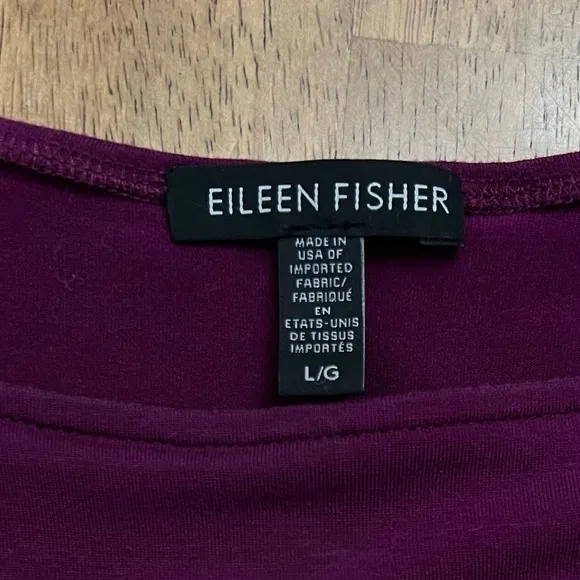 EILEEN FISHER
MADE IN
USA OF
IMPORTED
FABRIC/
FABRIQUÉ
EN
ETATS-UNIS
DE TISSUS
IMPORTÉS
L/G